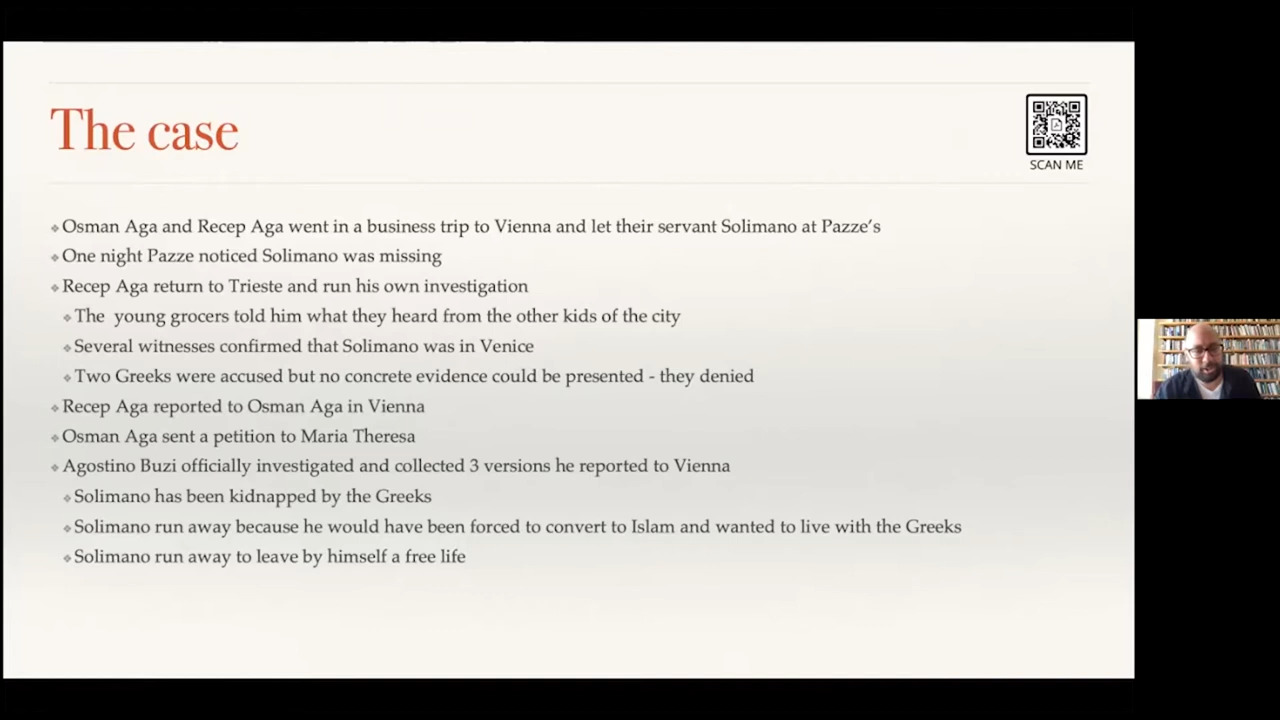 The case
SCAN ME
Osman Aga and Recep Aga went in a business trip to Vienna and let their servant Solimano at Pazze's
One night Pazze noticed Solimano was missing
Recep Aga return to Trieste and run his own investigation
The young grocers told him what they heard from the other kids of the city
Several witnesses confirmed that Solimano was in Venice
Two Greeks were accused but no concrete evidence could be presented - they denied
Recep Aga reported to Osman Aga in Vienna
Osman Aga sent a petition to Maria Theresa
Agostino Buzi officially investigated and collected 3 versions he reported to Vienna
Solimano has been kidnapped by the Greeks
Solimano run away because he would have been forced to convert to Islam and wanted to live with the Greeks
Solimano run away to leave by himself a free life